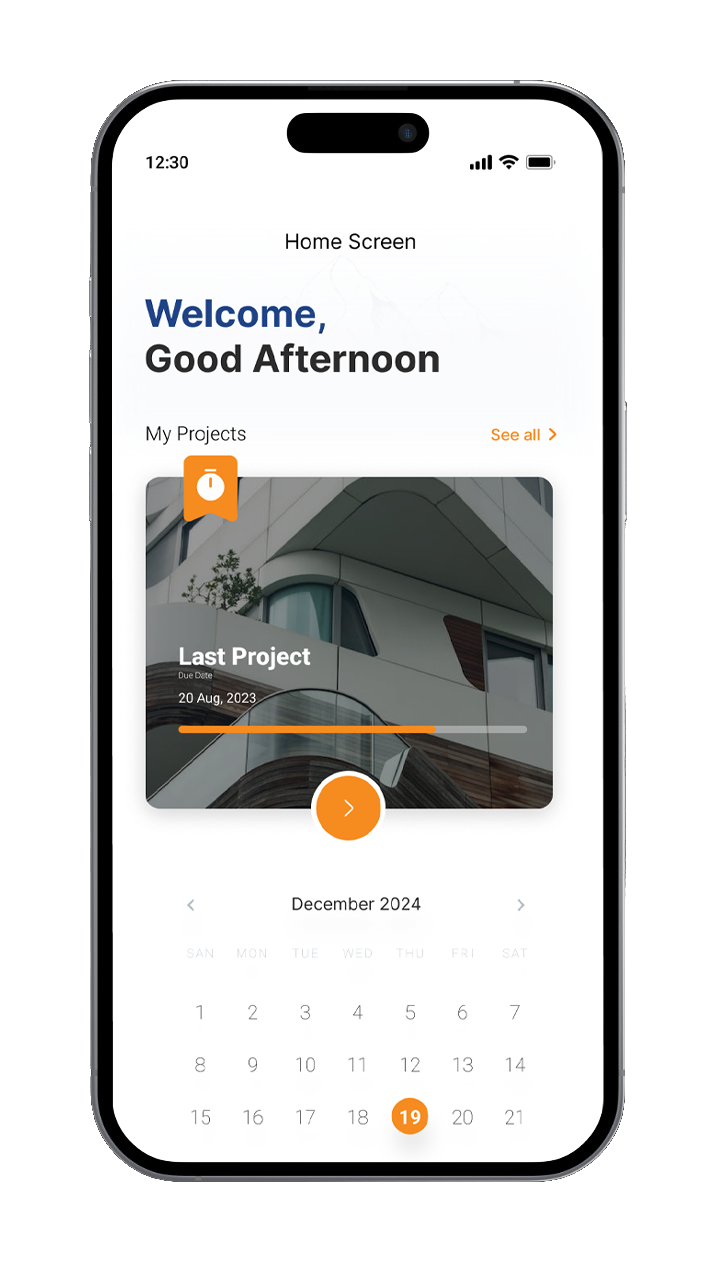 12:30
Home Screen
Welcome,
Good Afternoon
My Projects See all
Last Project
Due Date
20 Aug, 2023
December 2024
SAN MON TUE WED THU FRI SAT
1 2 3 4 5 6 7
8 9 10 11 12 13 14
15 16 17 18 19 20 21